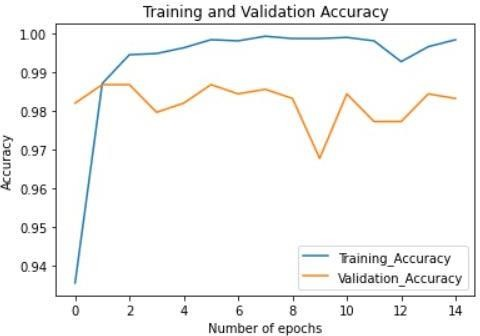 Training and Validation Accuracy
1.00
0.99
0.98
0.97
0.96
0.95
0.94
Accuracy
Training_Accuracy
Validation_Accuracy
0 2 4 6 8 10 12 14
Number of epochs